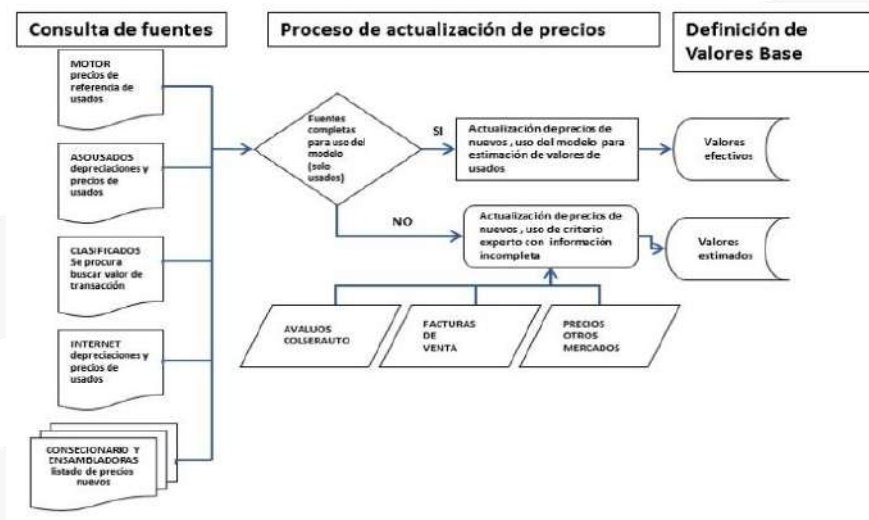 Consulta de fuentes
Proceso de actualización de precios
Definición de
Valores Base
MOTOR
precios de
referencia de
usados
ASOUSADOS
depreciaciones y
precios de
usados
CLASIFICADOS
Se procura
buscar valor de
transacción
INTERNET
depreciaciones y
precios de
usados
CONSECIONARIO Y
ENSAMBLADORAS
listado de precios
nuevos
Fuentes
completas
para uso del
modelo
(solo
usados)
SI
Actualización de precios de
nuevos , uso del modelo para
estimación de valores de
usados
Valores
efectivos
NO
Actualización de precios de
nuevos , uso de criterio
experto con información
incompleta
Valores
estimados
AVALUOS
COLSERAUTO
FACTURAS
DE
VENTA
PRECIOS
OTROS
MERCADOS